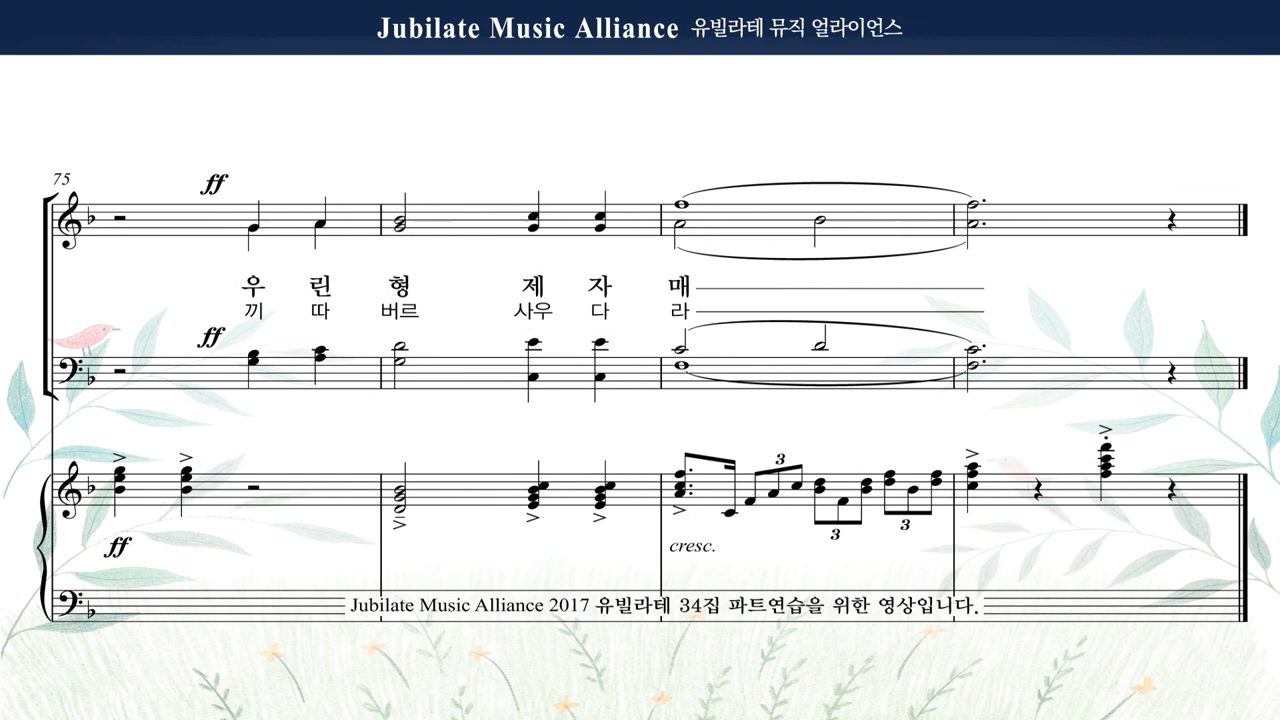 Jubilate Music Alliance 유빌라테 뮤직 얼라이언스
75
ff
우 린 형 제 자 매
끼 따 버르 사우 다 라
ff
3
3
3
ff
cresc.
Jubilate Music Alliance 2017 유빌라테 34집 파트연습을 위한 영상입니다.